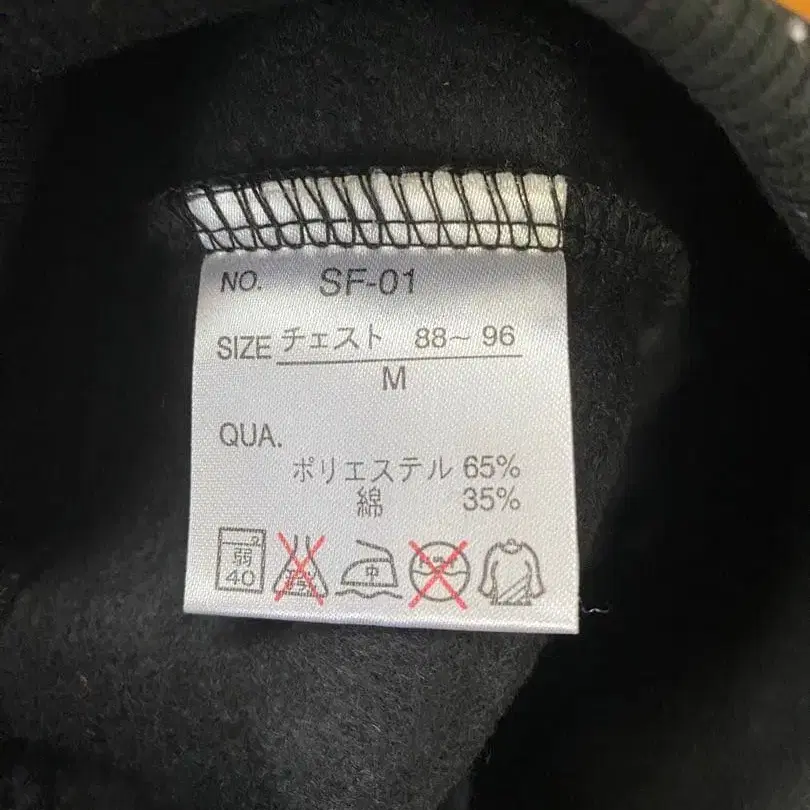 NO. SF-01
SIZE チェスト 88~96
M
QUA.
ポリエステル 65%
綿 35%
弱 中
40